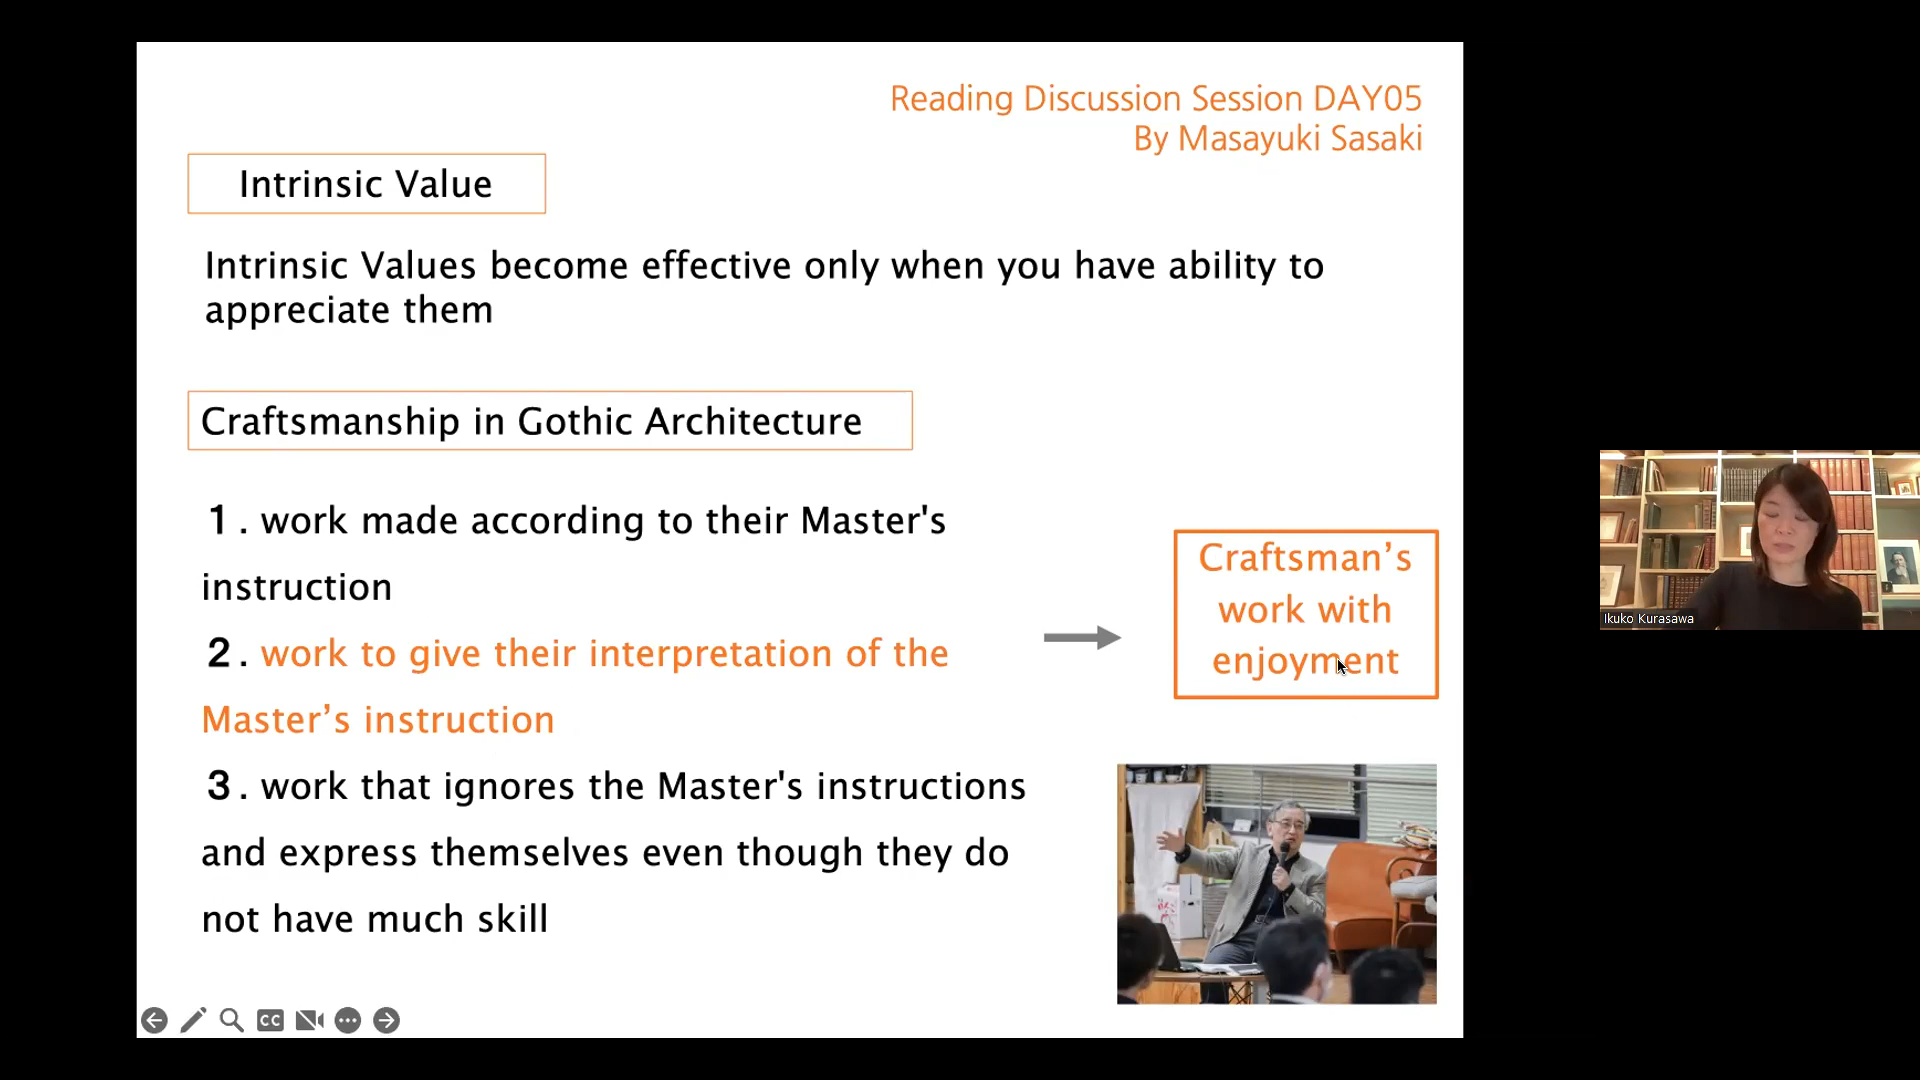 Reading Discussion Session DAY05
By Masayuki Sasaki
Intrinsic Value
Intrinsic Values become effective only when you have ability to
appreciate them
Craftsmanship in Gothic Architecture
1. work made according to their Master's
instruction
2. work to give their interpretation of the
Master’s instruction
3. work that ignores the Master's instructions
and express themselves even though they do
not have much skill
Craftsman’s
work with
enjoyment
CC
Ikuko Kurasawa